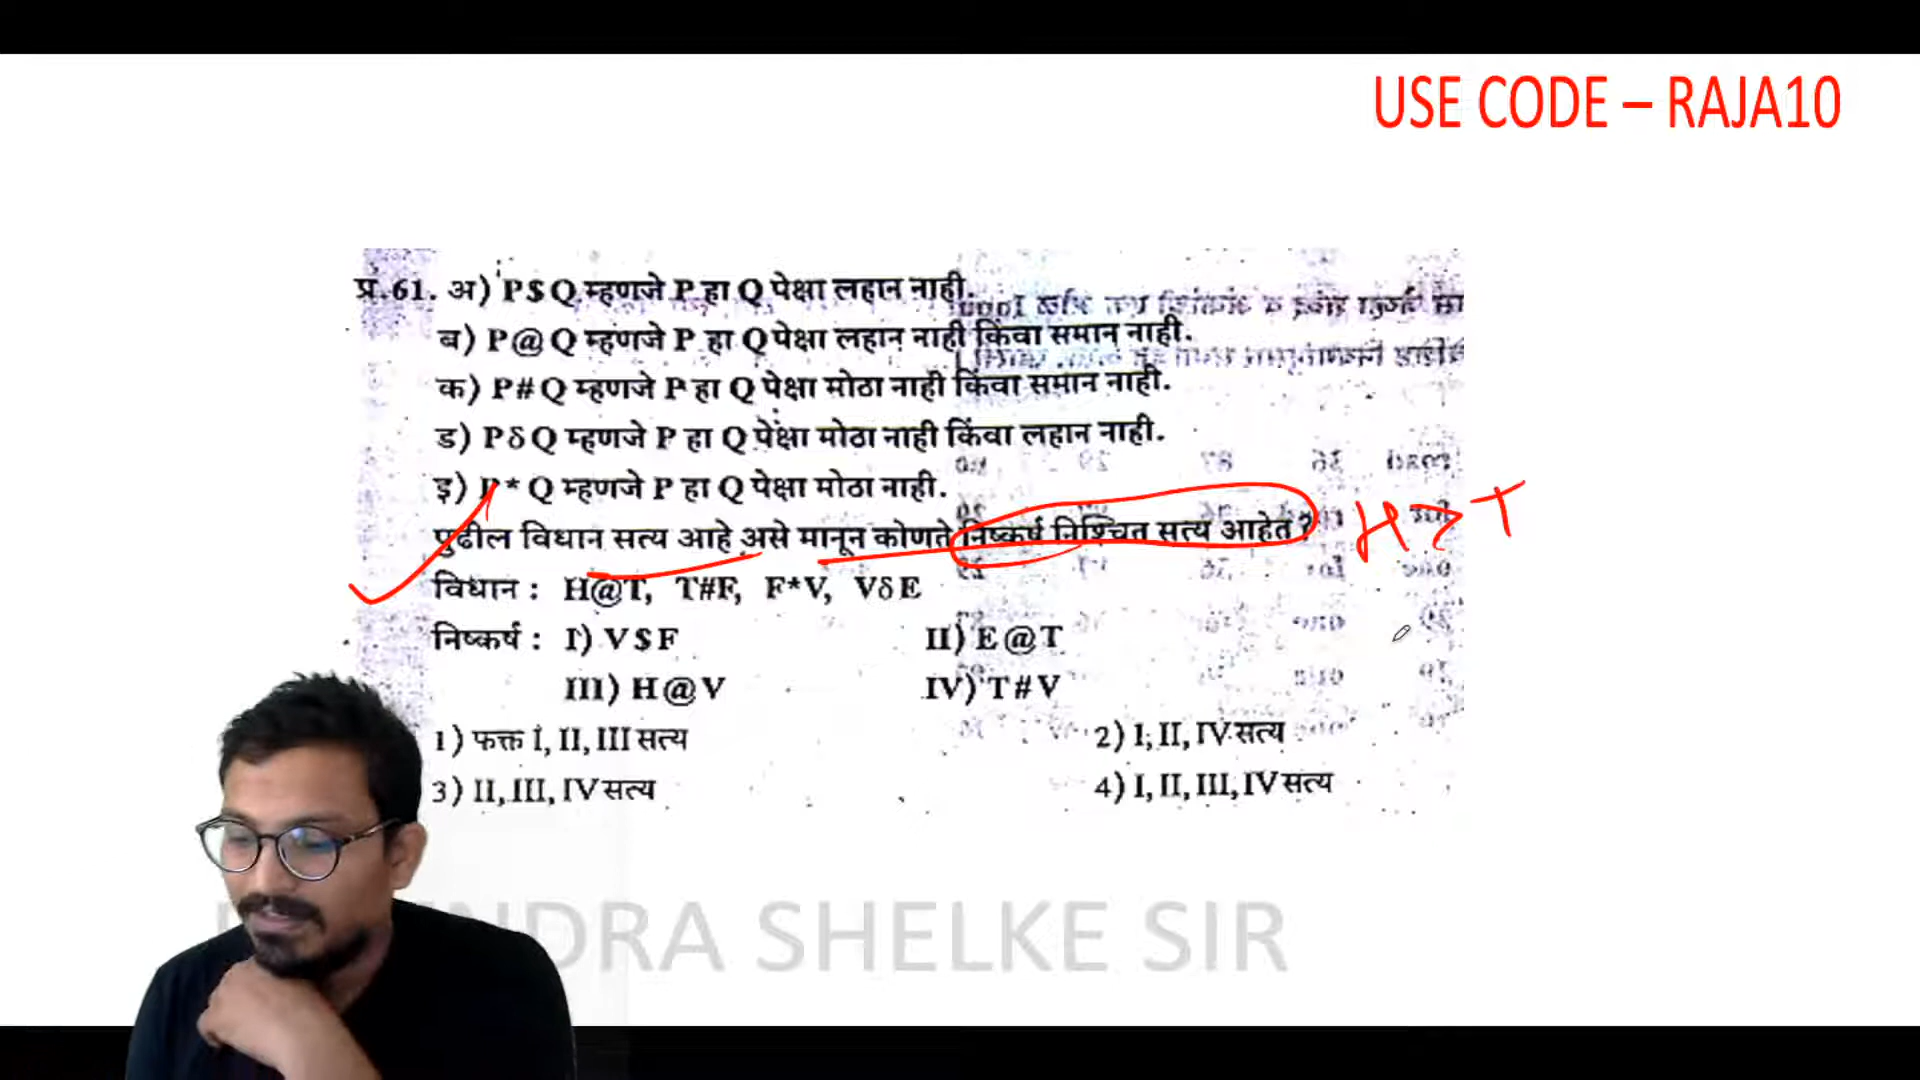 USE CODE – RAJA10
प्र.61. अ) P$Q म्हणजे P हा Q पेक्षा लहान नाही.
ब) P@Q म्हणजे P हा Q पेक्षा लहान नाही किंवा समान नाही.
क) P#Q म्हणजे P हा Q पेक्षा मोठा नाही किंवा समान नाही.
ड) PδQ म्हणजे P हा Q पेक्षा मोठा नाही किंवा लहान नाही.
इ) P*Q म्हणजे P हा Q पेक्षा मोठा नाही.
पुढील विधान सत्य आहे असे मानून कोणते निष्कर्ष निश्चित सत्य आहेत ?
H > T
विधान : H@T, T#F, F*V, VδE
निष्कर्ष : I) V$F II) E@T
III) H@V IV) T#V
1) फक्त I, II, III सत्य 2) I, II, IV सत्य
3) II, III, IV सत्य 4) I, II, III, IV सत्य
SHELKE SIR